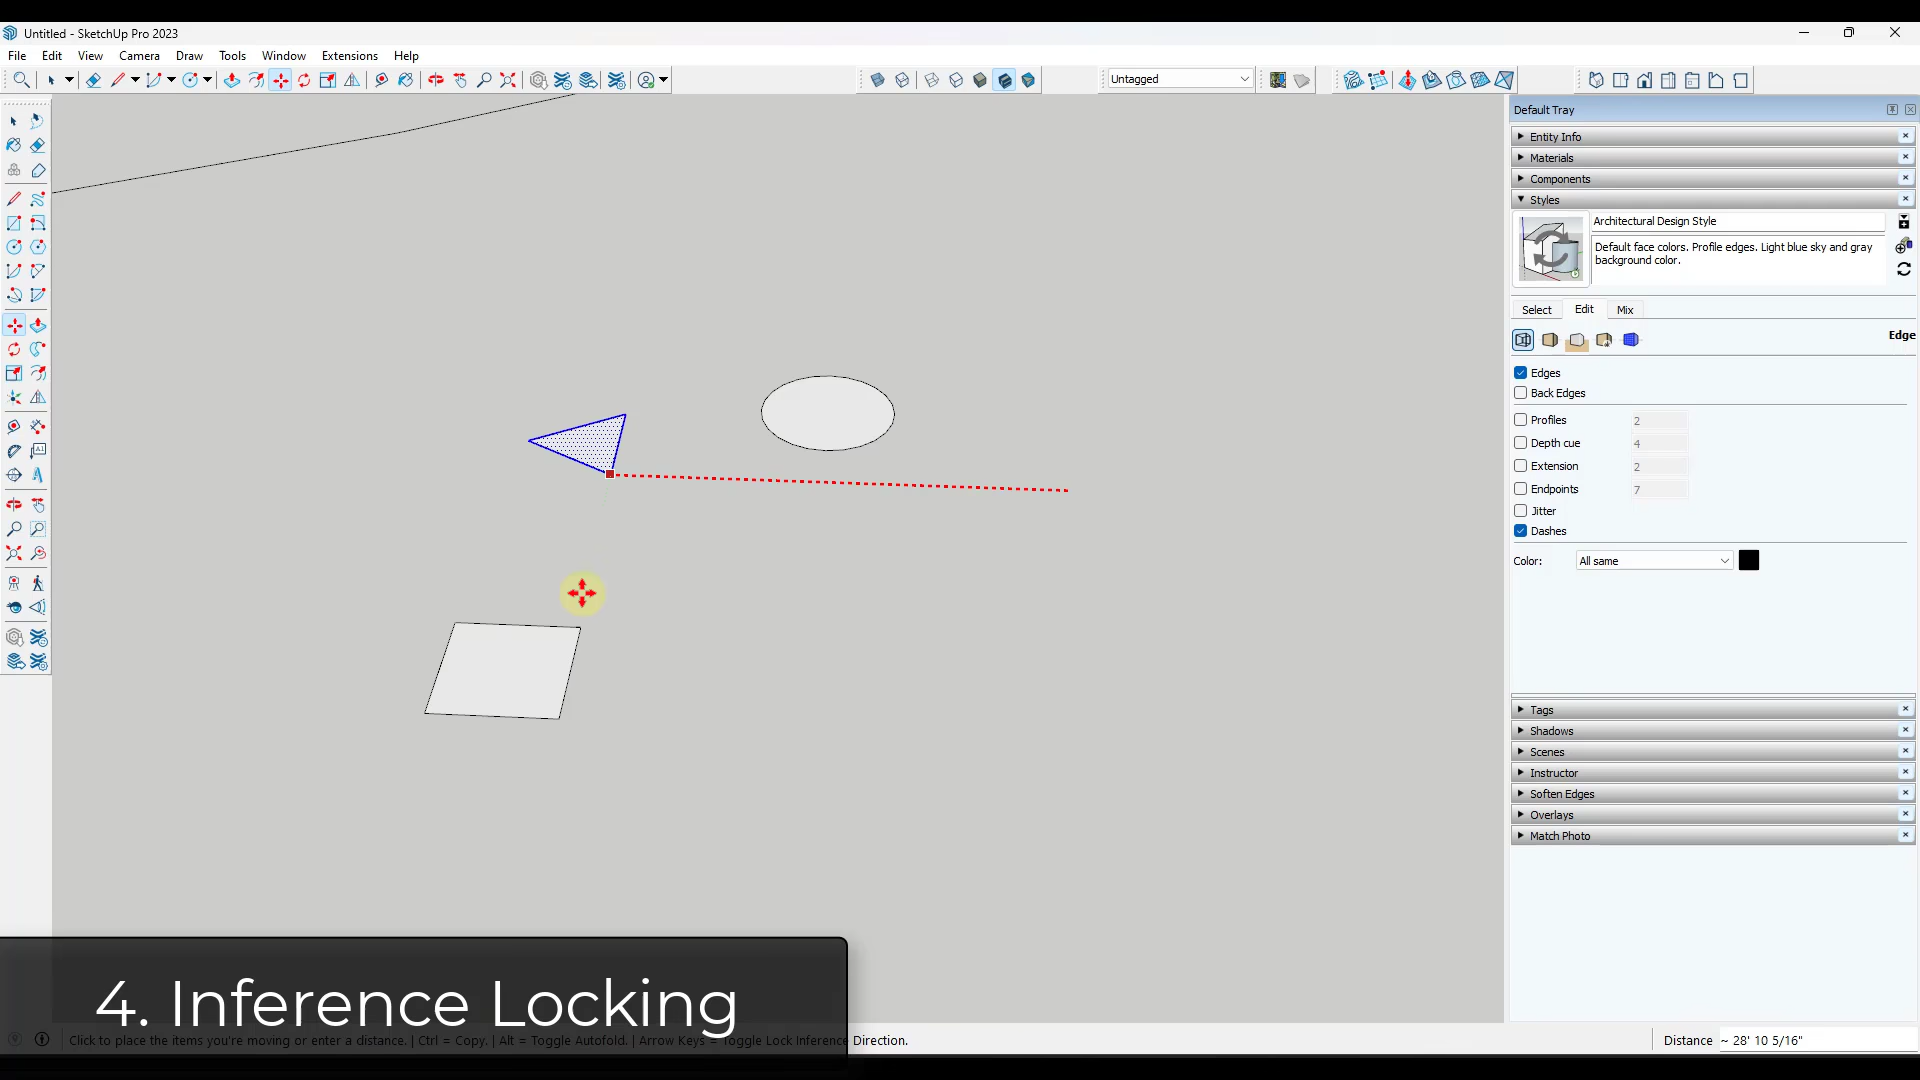 Untitled - SketchUp Pro 2023
File Edit View Camera Draw Tools Window Extensions Help
Untagged
Default Tray
Entity Info
Materials
Components
Styles
Architectural Design Style
Default face colors. Profile edges. Light blue sky and gray
background color.
Select Edit Mix
Edge
Edges
Back Edges
Profiles 2
Depth cue 4
Extension 2
Endpoints 7
Jitter
Dashes
Color: All same
Tags
Shadows
Scenes
Instructor
Soften Edges
Overlays
Match Photo
4. Inference Locking
Click to place the items you're moving or enter a distance. | Ctrl = Copy. | Alt = Toggle Autofold. | Arrow Keys = Toggle Lock Inference Direction.
Distance ~ 28' 10 5/16"